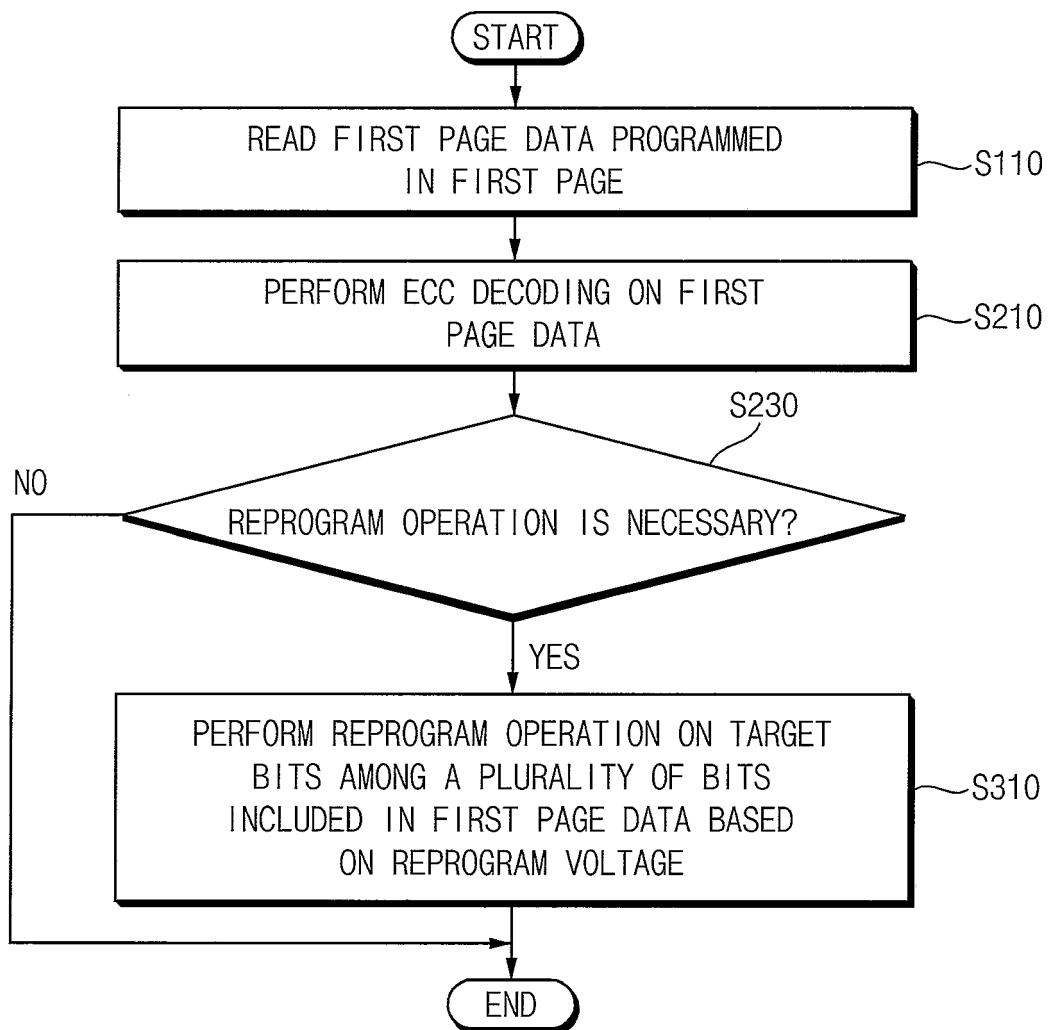 START
READ FIRST PAGE DATA PROGRAMMED
IN FIRST PAGE
S110
PERFORM ECC DECODING ON FIRST
PAGE DATA
S210
S230
NO
REPROGRAM OPERATION IS NECESSARY?
YES
PERFORM REPROGRAM OPERATION ON TARGET
BITS AMONG A PLURALITY OF BITS
INCLUDED IN FIRST PAGE DATA BASED
ON REPROGRAM VOLTAGE
S310
END